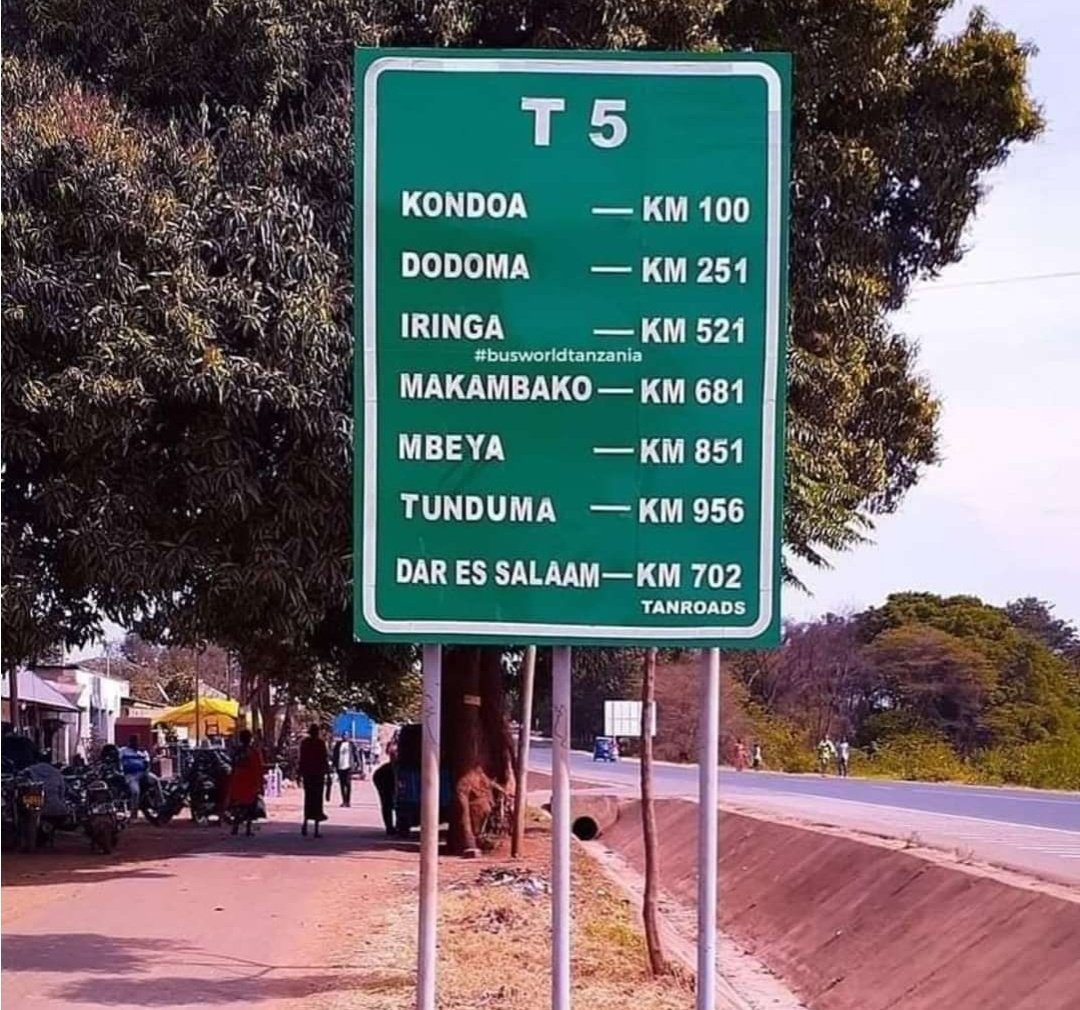 T 5
KONDOA — KM 100
DODOMA — KM 251
IRINGA — KM 521
#busworldtanzania
MAKAMBAKO — KM 681
MBEYA — KM 851
TUNDUMA — KM 956
DAR ES SALAAM — KM 702
TANROADS